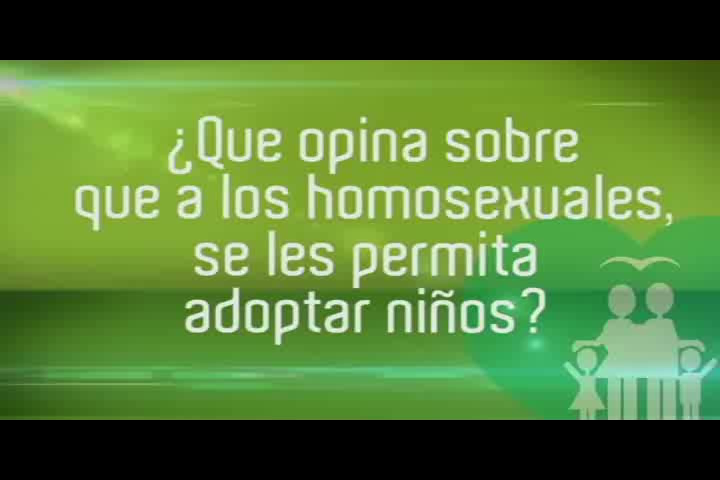 ¿Que opina sobre
que a los homosexuales,
se les permita
adoptar niños?